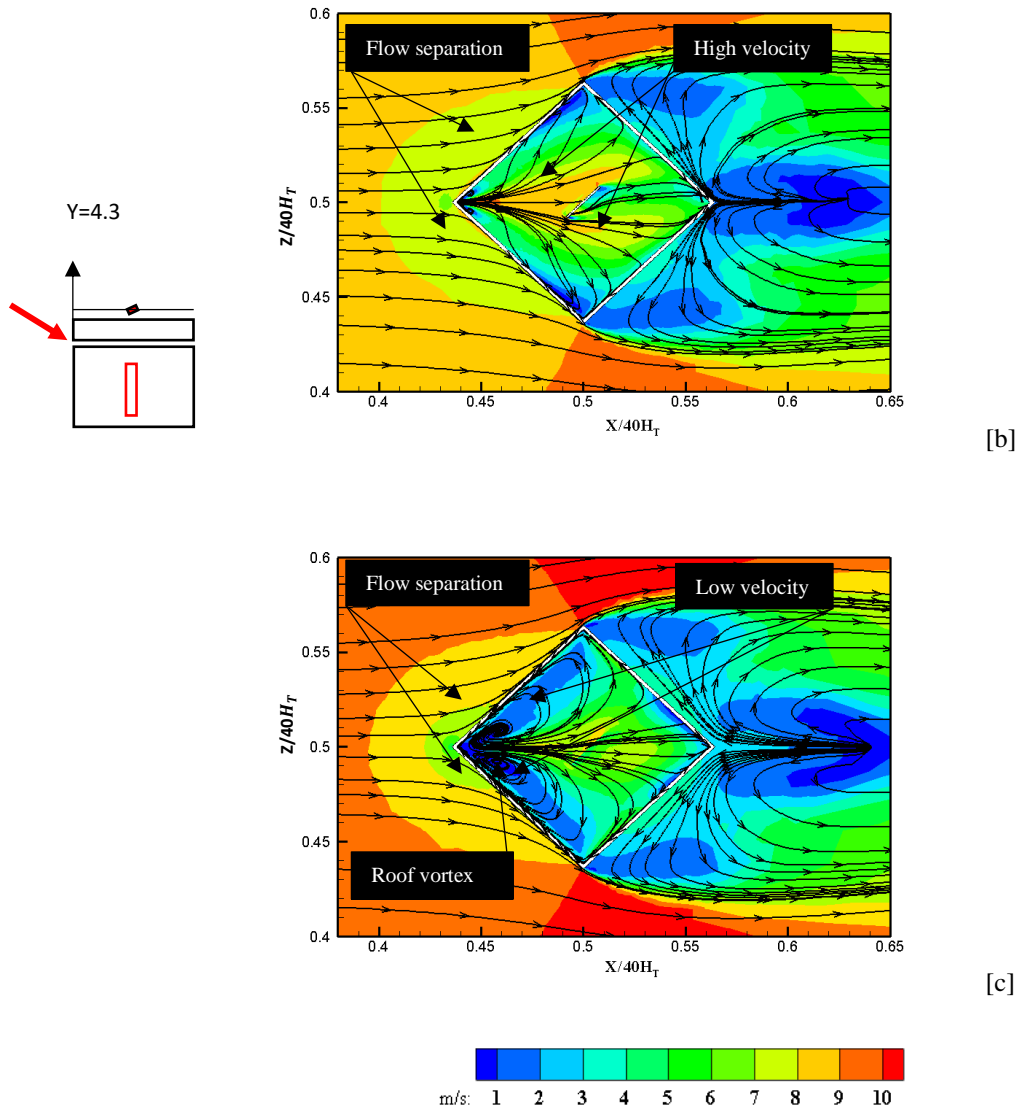 0.6
Flow separation
High velocity
0.55
Z/40H_T
0.5
Y=4.3
0.45
0.4
0.4 0.45 0.5 0.55 0.6 0.65
X/40H_T
[b]
0.6
Flow separation
Low velocity
0.55
Z/40H_T
0.5
0.45
Roof vortex
0.4
0.4 0.45 0.5 0.55 0.6 0.65
X/40H_T
[c]
m/s: 1 2 3 4 5 6 7 8 9 10